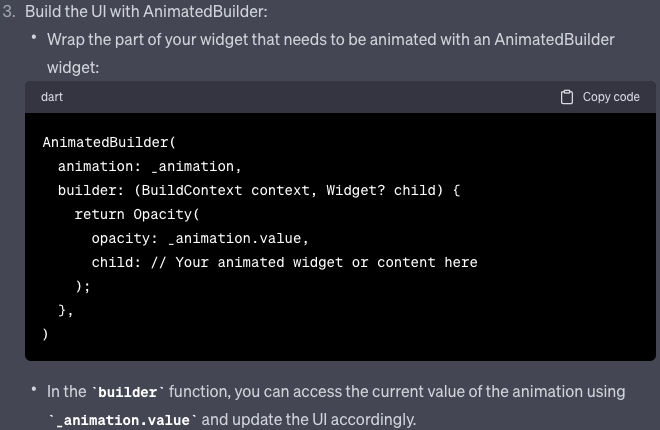 3. Build the UI with AnimatedBuilder:
• Wrap the part of your widget that needs to be animated with an AnimatedBuilder
widget:
dart Copy code
AnimatedBuilder(
  animation: _animation,
  builder: (BuildContext context, Widget? child) {
    return Opacity(
      opacity: _animation.value,
      child: // Your animated widget or content here
    );
  },
)
• In the `builder` function, you can access the current value of the animation using
`_animation.value` and update the UI accordingly.